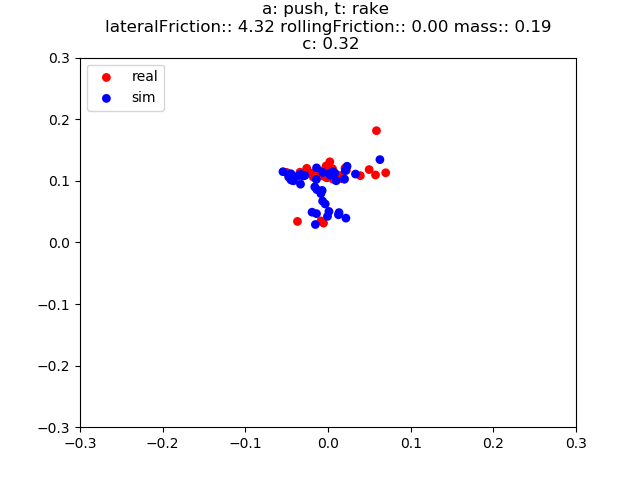 a: push, t: rake
lateralFriction:: 4.32 rollingFriction:: 0.00 mass:: 0.19
c: 0.32
real
sim
0.3
0.2
0.1
0.0
−0.1
−0.2
−0.3
−0.3 −0.2 −0.1 0.0 0.1 0.2 0.3